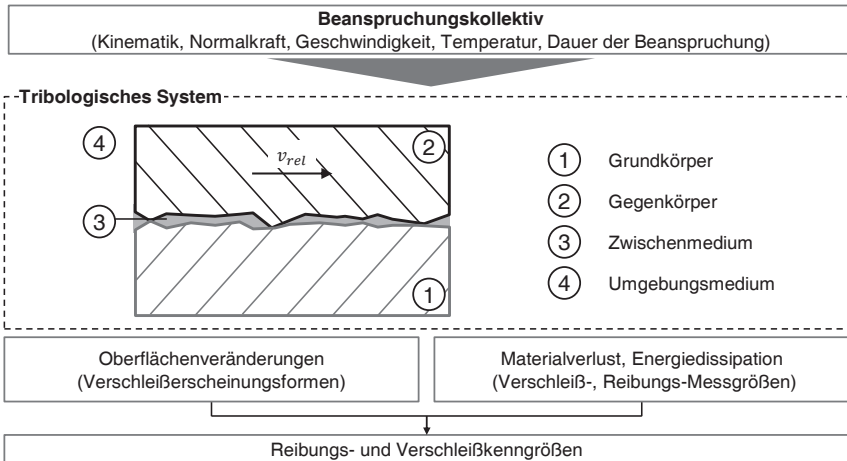 Beanspruchungskollektiv
(Kinematik, Normalkraft, Geschwindigkeit, Temperatur, Dauer der Beanspruchung)
Tribologisches System
4
v_rel
2
3
1
1 Grundkörper
2 Gegenkörper
3 Zwischenmedium
4 Umgebungsmedium
Oberflächenveränderungen
(Verschleißerscheinungsformen)
Materialverlust, Energiedissipation
(Verschleiß-, Reibungs-Messgrößen)
Reibungs- und Verschleißkenngrößen